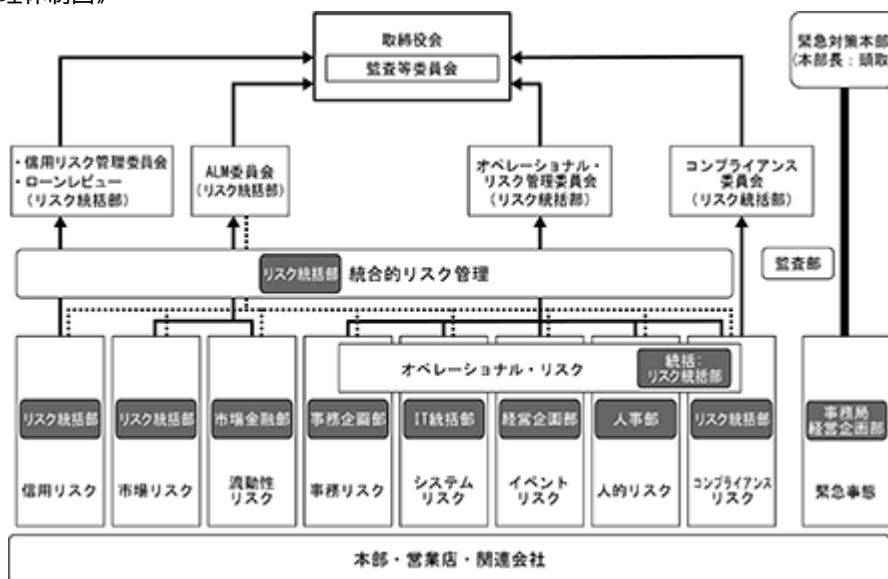 取締役会
監査等委員会
緊急対策本部
(本部長：頭取
・信用リスク管理委員会
・ローンレビュー
(リスク統括部)
ALM委員会
(リスク統括部)
オペレーショナル・
リスク管理委員会
(リスク統括部)
コンプライアンス
委員会
(リスク統括部)
リスク統括部 統合的リスク管理
監査部
オペレーショナル・リスク
統括：
リスク統括部
リスク統括部
信用リスク
リスク統括部
市場リスク
市場金融部
流動性
リスク
事務企画部
事務リスク
IT統括部
システム
リスク
経営企画部
イベント
リスク
人事部
人的リスク
リスク統括部
コンプライアンス
リスク
事務局
経営企画部
緊急事態
本部・営業店・関連会社